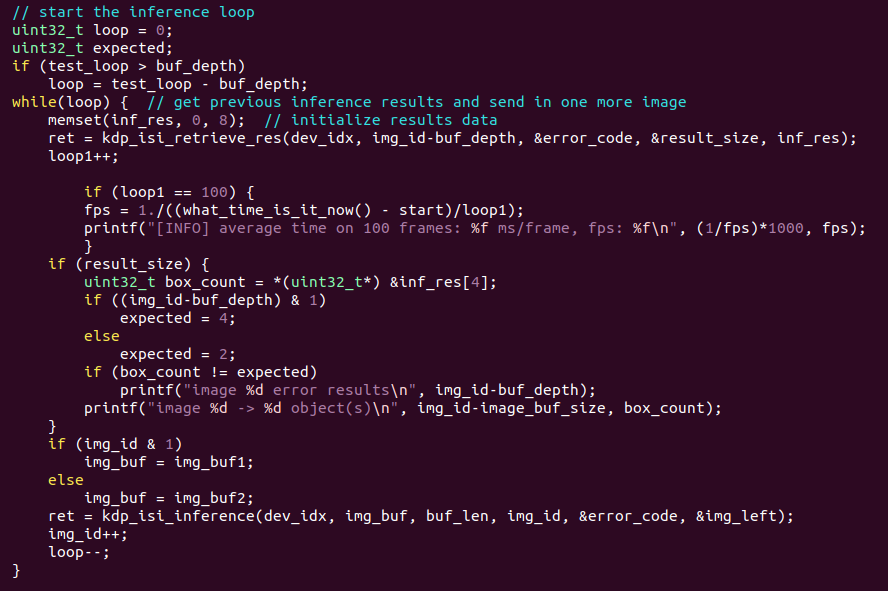 // start the inference loop
uint32_t loop = 0;
uint32_t expected;
if (test_loop > buf_depth)
    loop = test_loop - buf_depth;
while(loop) {  // get previous inference results and send in one more image
    memset(inf_res, 0, 8);  // initialize results data
    ret = kdp_isi_retrieve_res(dev_idx, img_id-buf_depth, &error_code, &result_size, inf_res);
    loop1++;

        if (loop1 == 100) {
        fps = 1./((what_time_is_it_now() - start)/loop1);
        printf("[INFO] average time on 100 frames: %f ms/frame, fps: %f\n", (1/fps)*1000, fps);
        }
    if (result_size) {
        uint32_t box_count = *(uint32_t*) &inf_res[4];
        if ((img_id-buf_depth) & 1)
            expected = 4;
        else
            expected = 2;
        if (box_count != expected)
            printf("image %d error results\n", img_id-buf_depth);
        printf("image %d -> %d object(s)\n", img_id-image_buf_size, box_count);
    }
    if (img_id & 1)
        img_buf = img_buf1;
    else
        img_buf = img_buf2;
    ret = kdp_isi_inference(dev_idx, img_buf, buf_len, img_id, &error_code, &img_left);
    img_id++;
    loop--;
}